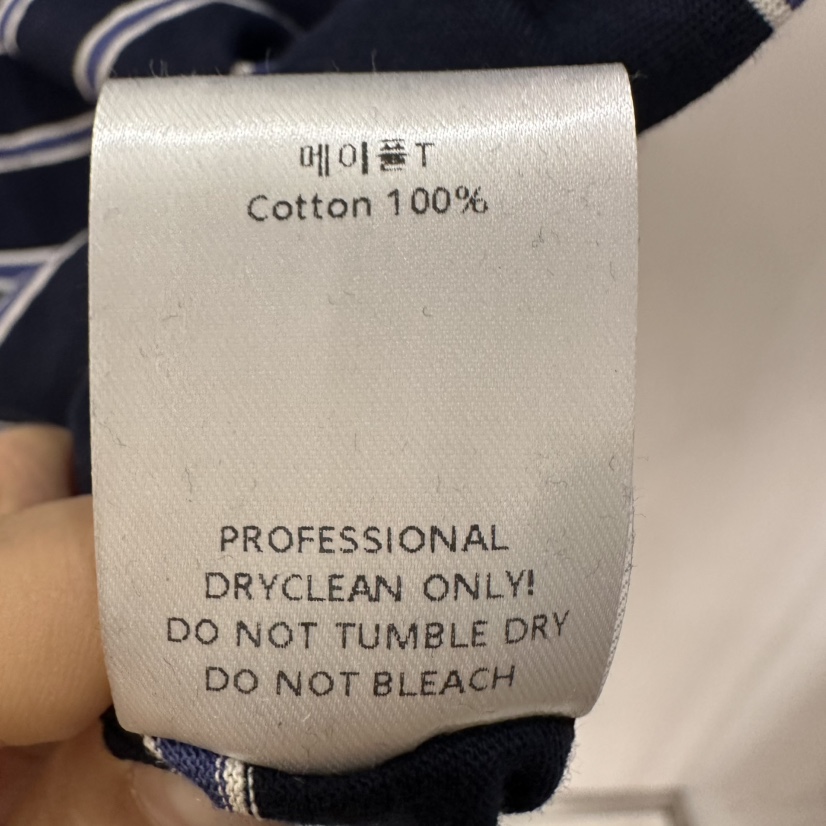 메이플T
Cotton 100%
PROFESSIONAL
DRYCLEAN ONLY!
DO NOT TUMBLE DRY
DO NOT BLEACH